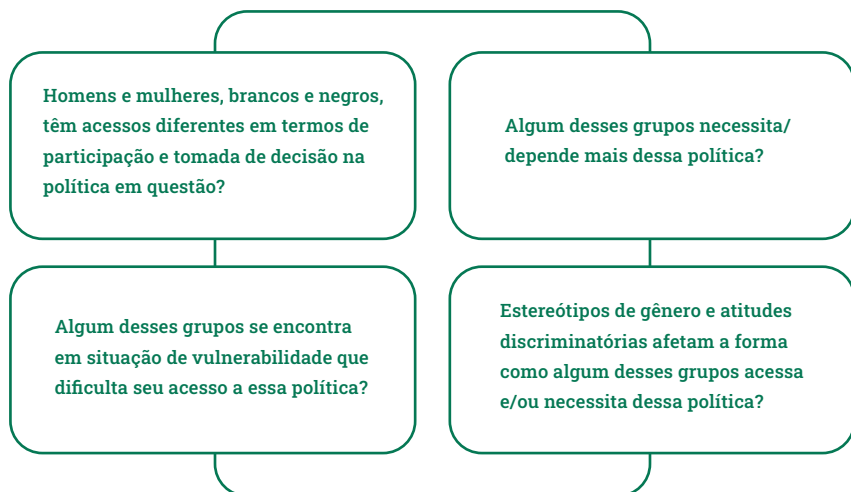 Homens e mulheres, brancos e negros,
têm acessos diferentes em termos de
participação e tomada de decisão na
política em questão?
Algum desses grupos necessita/
depende mais dessa política?
Algum desses grupos se encontra
em situação de vulnerabilidade que
dificulta seu acesso a essa política?
Estereótipos de gênero e atitudes
discriminatórias afetam a forma
como algum desses grupos acessa
e/ou necessita dessa política?